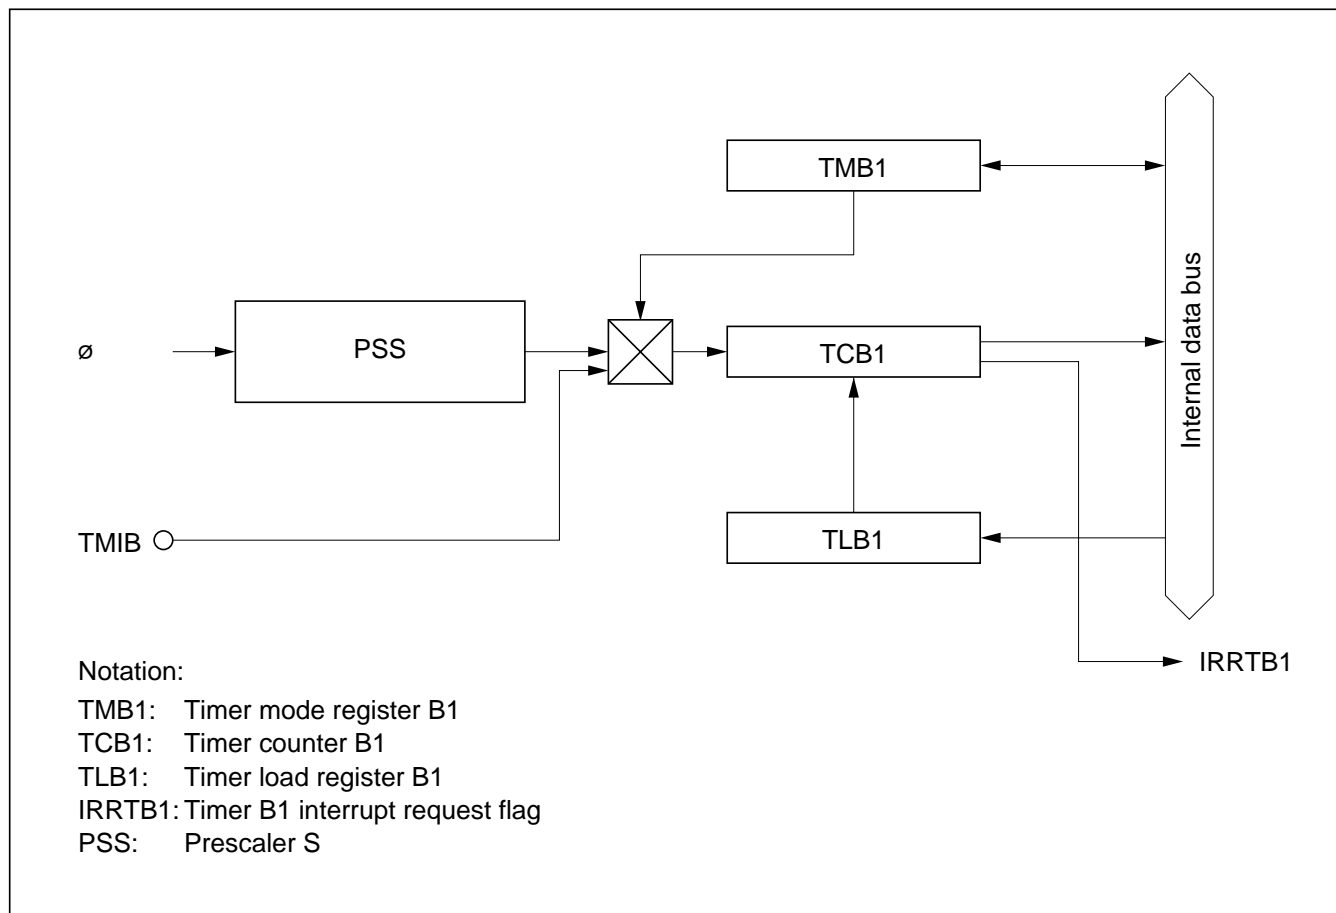 TMB1
ø
PSS
TCB1
Internal data bus
TMIB
TLB1
IRRTB1
Notation:
TMB1: Timer mode register B1
TCB1: Timer counter B1
TLB1: Timer load register B1
IRRTB1: Timer B1 interrupt request flag
PSS: Prescaler S